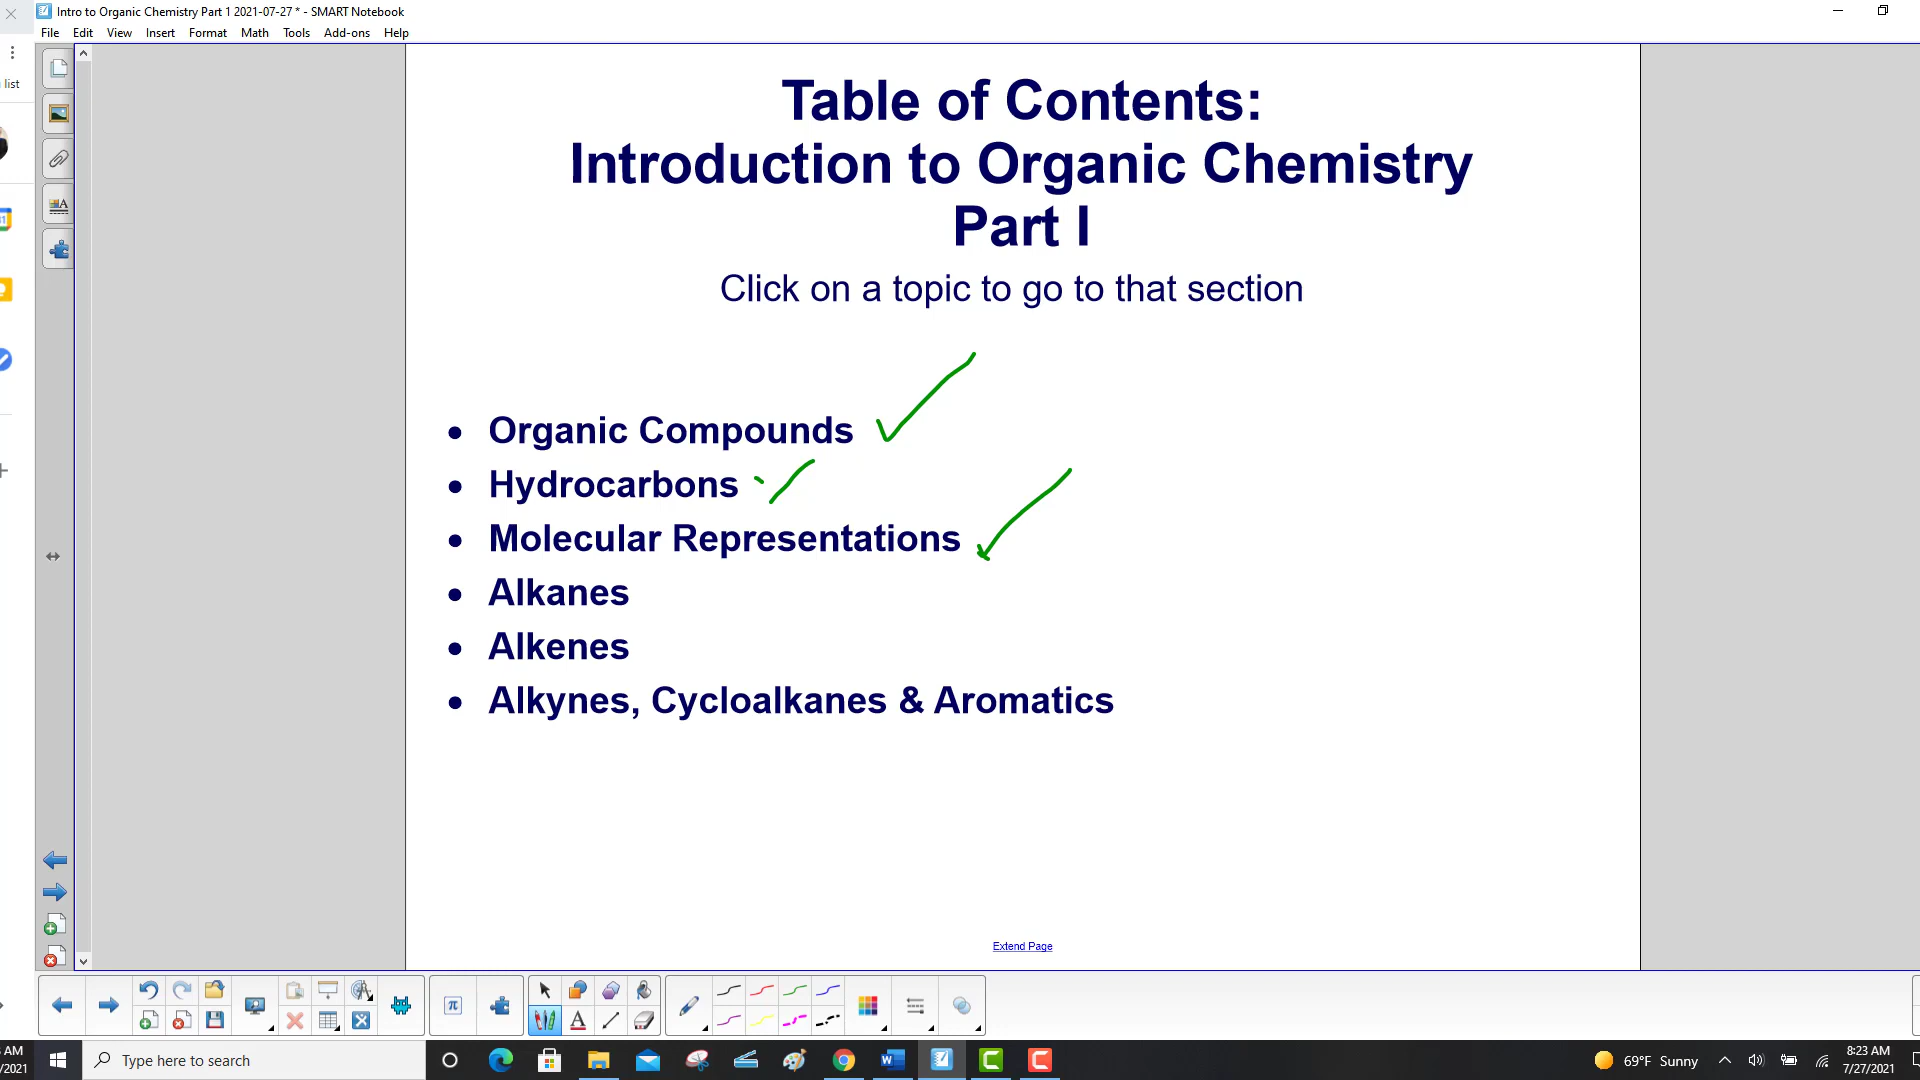 Intro to Organic Chemistry Part 1 2021-07-27 * - SMART Notebook
File Edit View Insert Format Math Tools Add-ons Help
list
Table of Contents:
Introduction to Organic Chemistry
Part I
Click on a topic to go to that section
• Organic Compounds
• Hydrocarbons
• Molecular Representations
• Alkanes
• Alkenes
• Alkynes, Cycloalkanes & Aromatics
Extend Page
π
A
AM
/2021
Type here to search
69°F Sunny
8:23 AM
7/27/2021